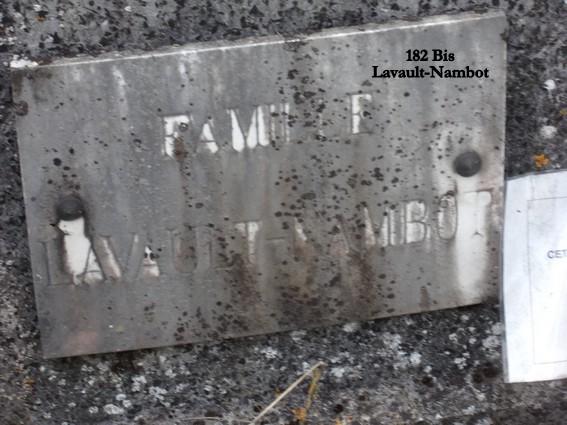 182 Bis
Lavault-Nambot
FAMILLE
LAVAULT-NAMBOT
CET